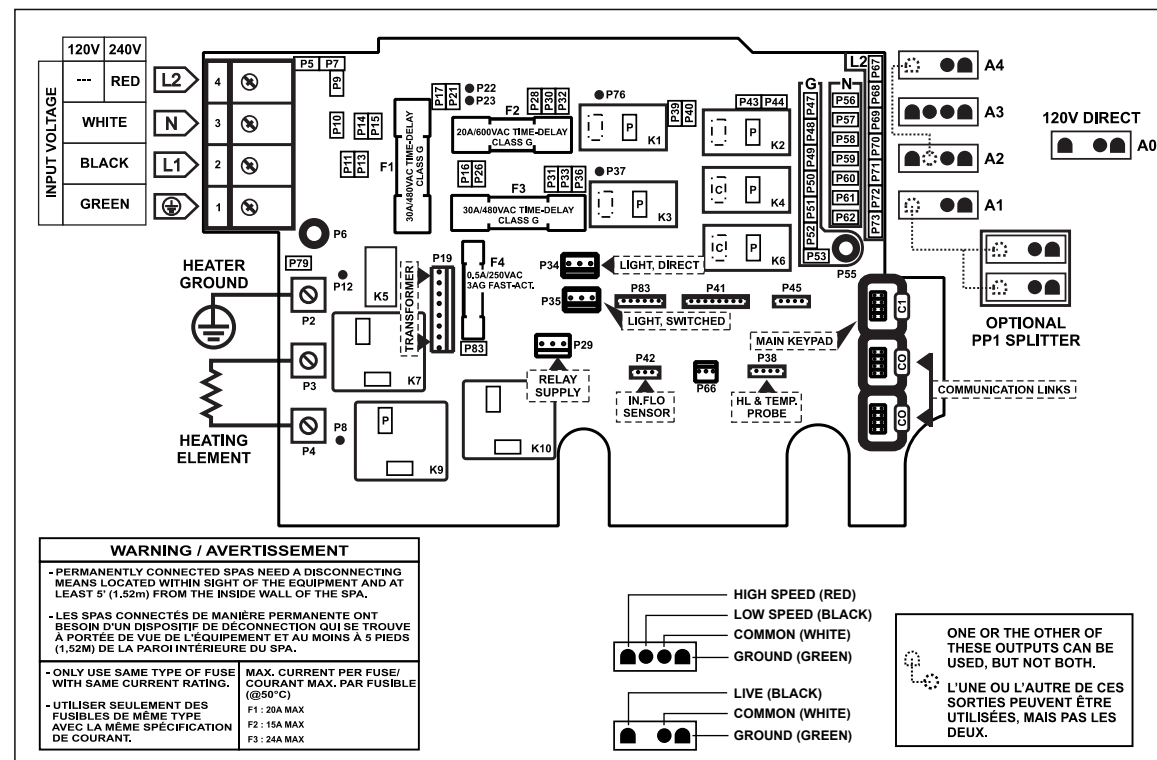 120V 240V
INPUT VOLTAGE
--- RED L2 4
WHITE N 3
BLACK L1 2
GREEN 1
P5 P7
P9
P10
P14
P15
P11
P13
P17
P21
P22
P23
F1
30A/480VAC TIME-DELAY
CLASS G
F2
20A/600VAC TIME-DELAY
CLASS G
P28
P30
P32
P16
P26
F3
30A/480VAC TIME-DELAY
CLASS G
P31
P33
P36
P76
P K1
P39
P40
P37
P K3
P43 P44
P K2
C P K4
C P K6
G
P47
P48
P49
P50
P51
P52
P53
N
P56
P57
P58
P59
P60
P61
P62
P55
L2
P67
P68
P69
P70
P71
P72
P73
A4
A3
A2
A1
120V DIRECT
A0
OPTIONAL
PP1 SPLITTER
P6
P79
P12
K5
HEATER
GROUND
P2
P3
P4
P8
HEATING
ELEMENT
K7
P K9
K10
TRANSFORMER
P19
F4
0.5A/250VAC
3AG FAST-ACT.
P83
P34
LIGHT, DIRECT
P35
LIGHT, SWITCHED
P29
RELAY
SUPPLY
P83
P41
P45
P42
IN.FLO
SENSOR
P66
P38
HL & TEMP.
PROBE
MAIN KEYPAD
C1
CO
CO
COMMUNICATION LINKS
WARNING / AVERTISSEMENT
- PERMANENTLY CONNECTED SPAS NEED A DISCONNECTING
MEANS LOCATED WITHIN SIGHT OF THE EQUIPMENT AND AT
LEAST 5' (1.52m) FROM THE INSIDE WALL OF THE SPA.
- LES SPAS CONNECTÉS DE MANIÈRE PERMANENTE ONT
BESOIN D'UN DISPOSITIF DE DÉCONNECTION QUI SE TROUVE
À PORTÉE DE VUE DE L'ÉQUIPEMENT ET AU MOINS À 5 PIEDS
(1,52M) DE LA PAROI INTÉRIEURE DU SPA.
- ONLY USE SAME TYPE OF FUSE
WITH SAME CURRENT RATING.
- UTILISER SEULEMENT DES
FUSIBLES DE MÊME TYPE
AVEC LA MÊME SPÉCIFICATION
DE COURANT.
MAX. CURRENT PER FUSE/
COURANT MAX. PAR FUSIBLE
(@50°C)
F1 : 20A MAX
F2 : 15A MAX
F3 : 24A MAX
HIGH SPEED (RED)
LOW SPEED (BLACK)
COMMON (WHITE)
GROUND (GREEN)
LIVE (BLACK)
COMMON (WHITE)
GROUND (GREEN)
ONE OR THE OTHER OF
THESE OUTPUTS CAN BE
USED, BUT NOT BOTH.
L'UNE OU L'AUTRE DE CES
SORTIES PEUVENT ÊTRE
UTILISÉES, MAIS PAS LES
DEUX.